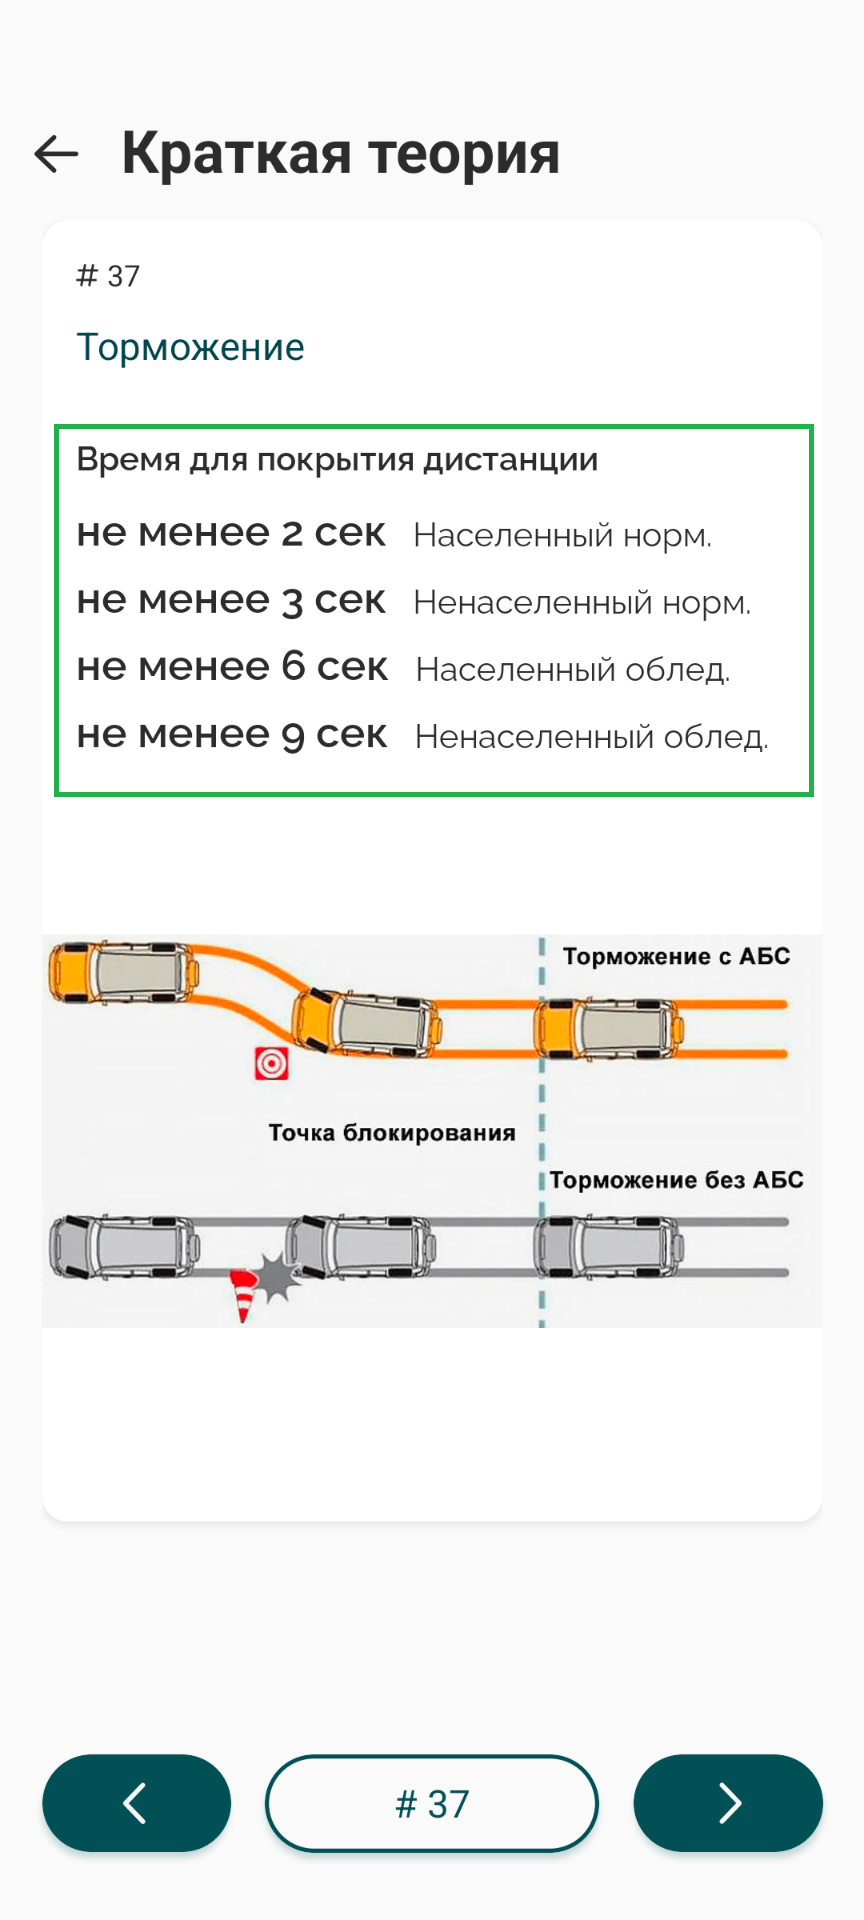 Краткая теория
# 37
Торможение
Время для покрытия дистанции
не менее 2 сек Населенный норм.
не менее 3 сек Ненаселенный норм.
не менее 6 сек Населенный облед.
не менее 9 сек Ненаселенный облед.
Торможение с АБС
Точка блокирования
Торможение без АБС
# 37